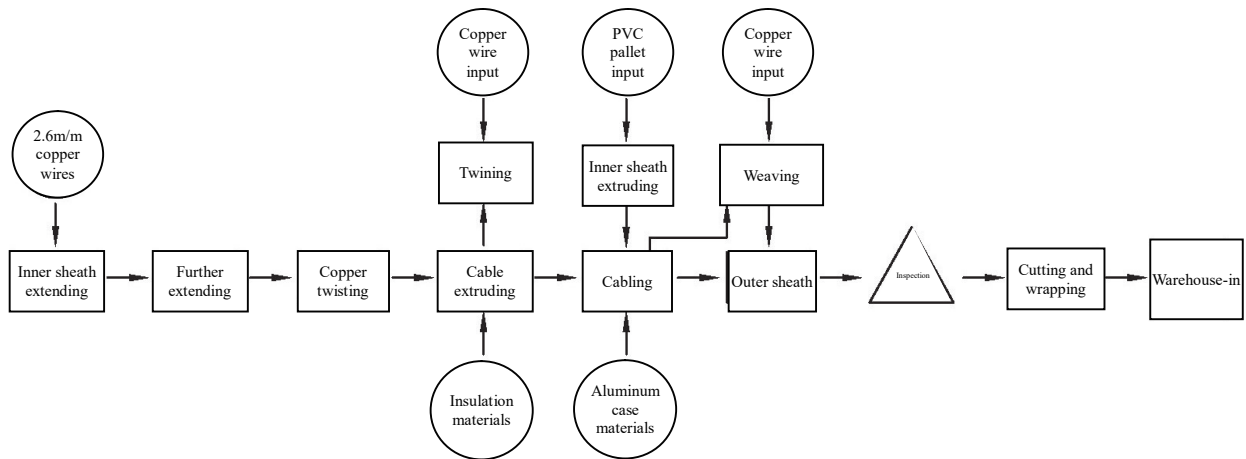 Copper
wire
input
PVC
pallet
input
Copper
wire
input
2.6m/m
copper
wires
Twining
Inner sheath
extruding
Weaving
Inner sheath
extending
Further
extending
Copper
twisting
Cable
extruding
Cabling
Outer sheath
Inspection
Cutting and
wrapping
Warehouse-in
Insulation
materials
Aluminum
case
materials